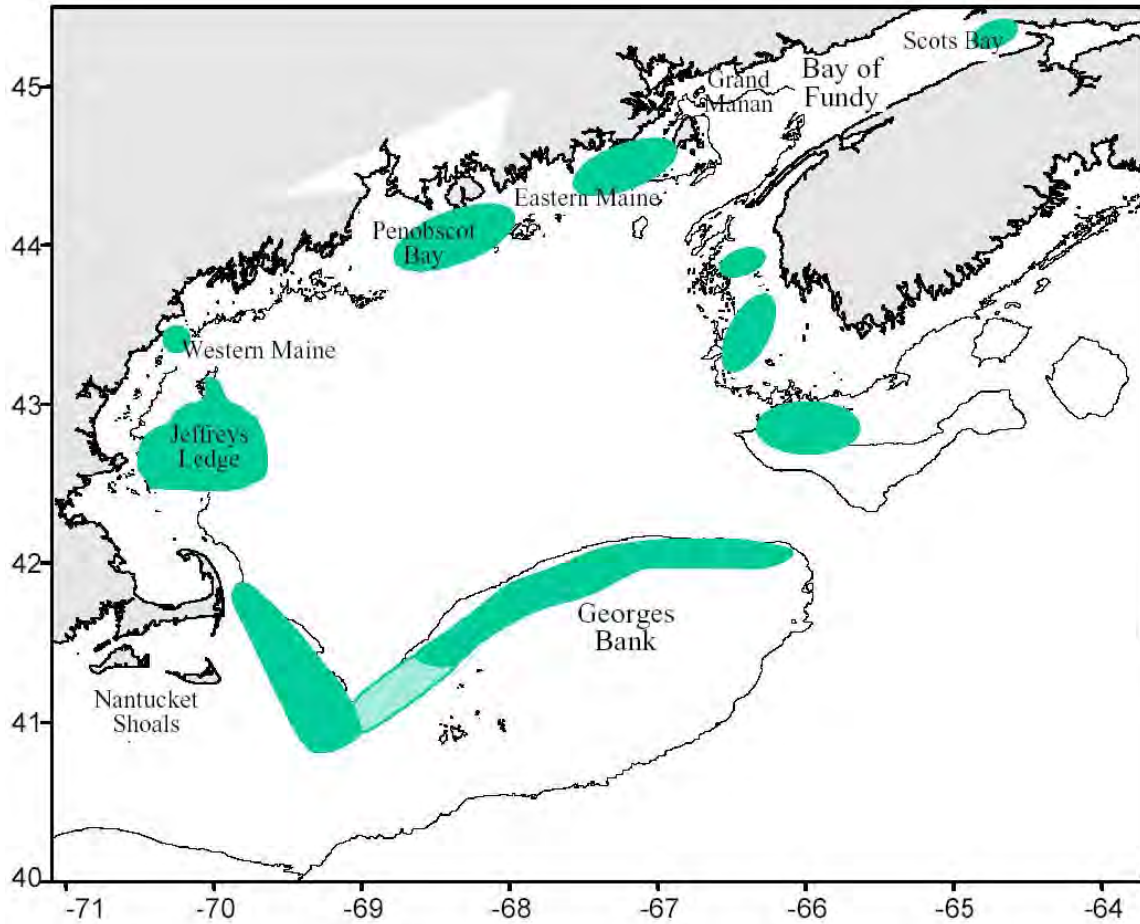 Scots Bay
45
Grand
Manan
Bay of
Fundy
Eastern Maine
44
Penobscot
Bay
Western Maine
43
Jeffreys
Ledge
42
Georges
Bank
Nantucket
Shoals
41
40
-71 -70 -69 -68 -67 -66 -65 -64